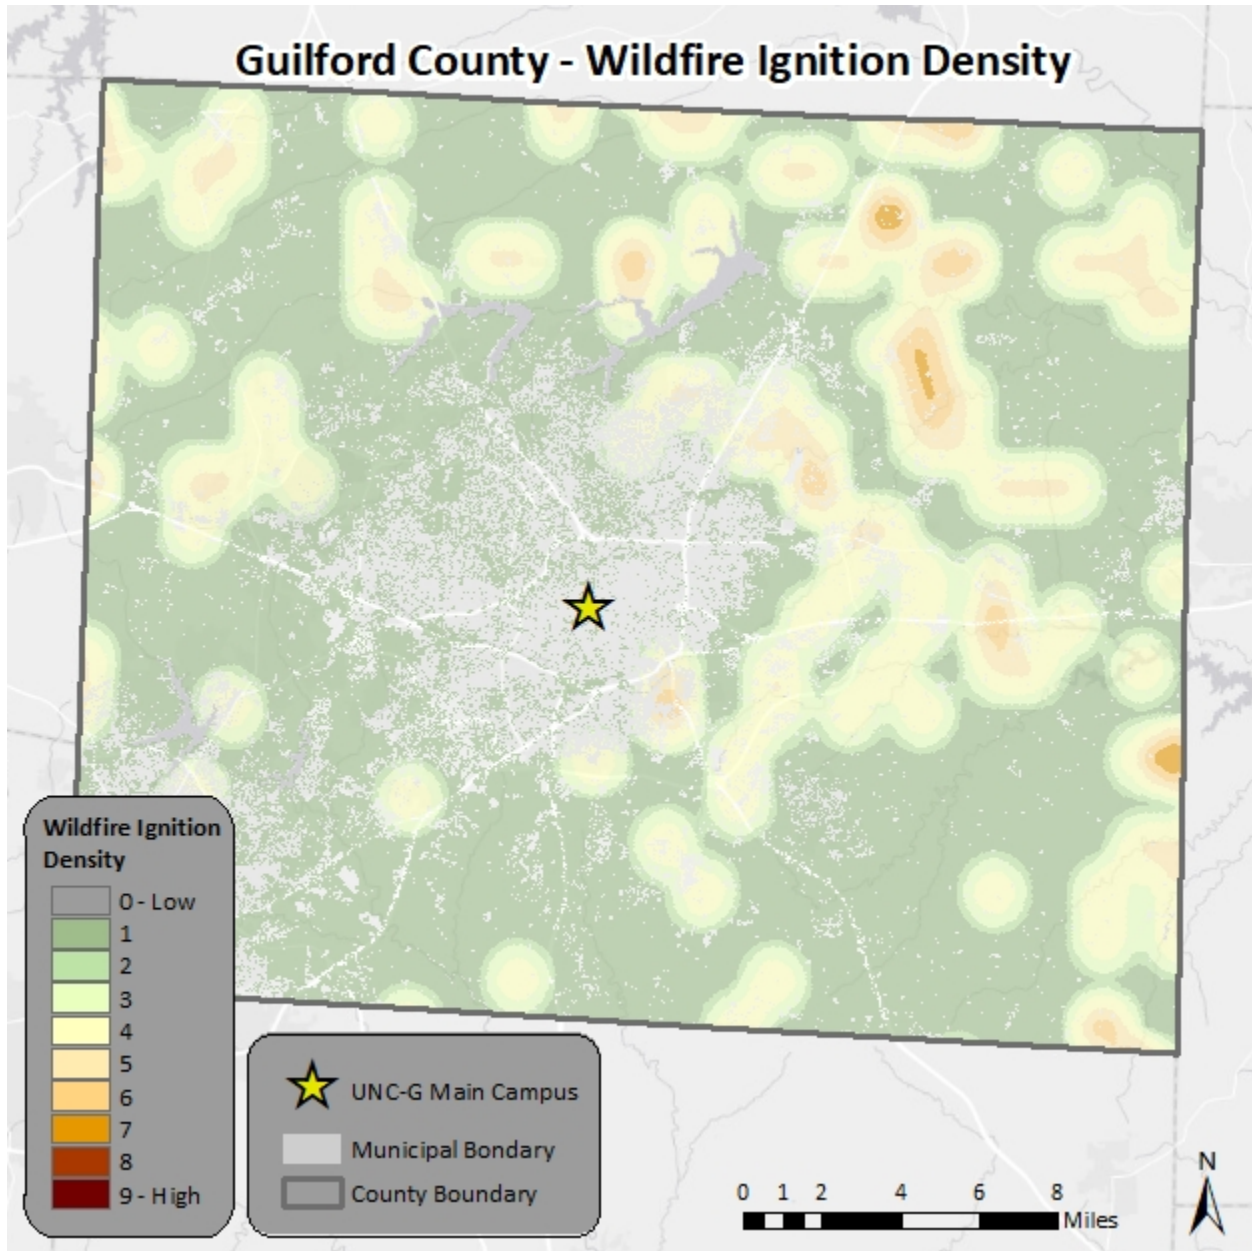 Guilford County - Wildfire Ignition Density
Wildfire Ignition
Density
0 - Low
1
2
3
4
5
6
7
8
9 - High
UNC-G Main Campus
Municipal Bondary
County Boundary
0 1 2 4 6 8
Miles
N